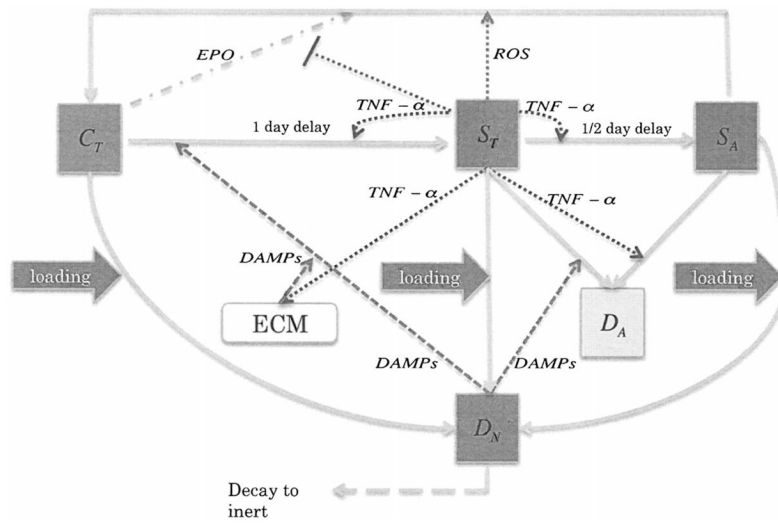 EPO
ROS
TNF – α
TNF – α
C_T
1 day delay
S_T
1/2 day delay
S_A
TNF – α
TNF – α
loading
DAMPs
loading
loading
ECM
D_A
DAMPs
DAMPs
D_N
Decay to
inert